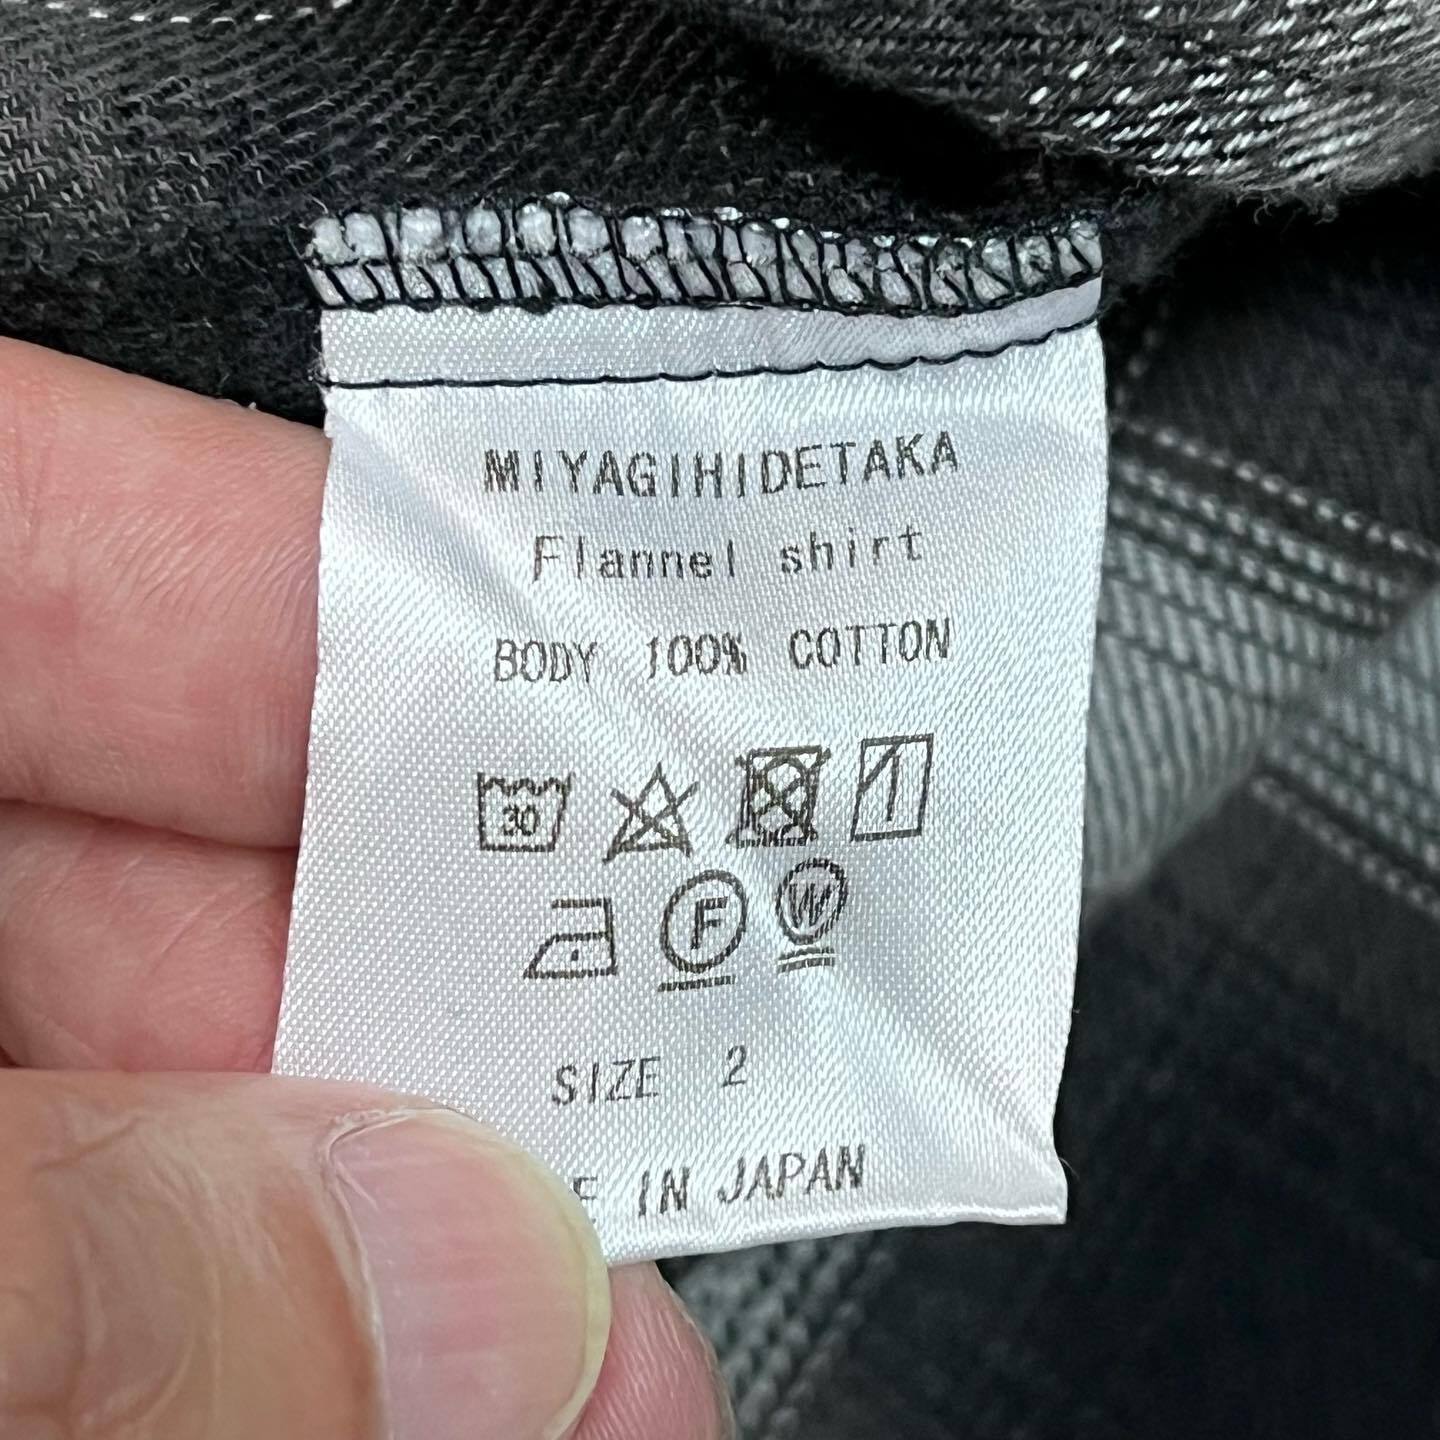 MIYAGIHIDETAKA
Flannel shirt
BODY 100% COTTON
30
F W
SIZE 2
E IN JAPAN